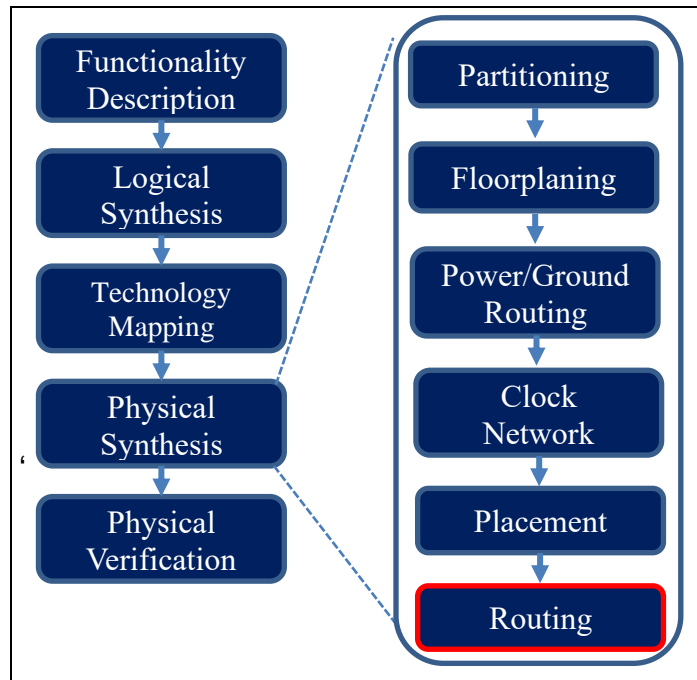 Functionality
Description
Logical
Synthesis
Technology
Mapping
Physical
Synthesis
‘
Physical
Verification
Partitioning
Floorplaning
Power/Ground
Routing
Clock
Network
Placement
Routing